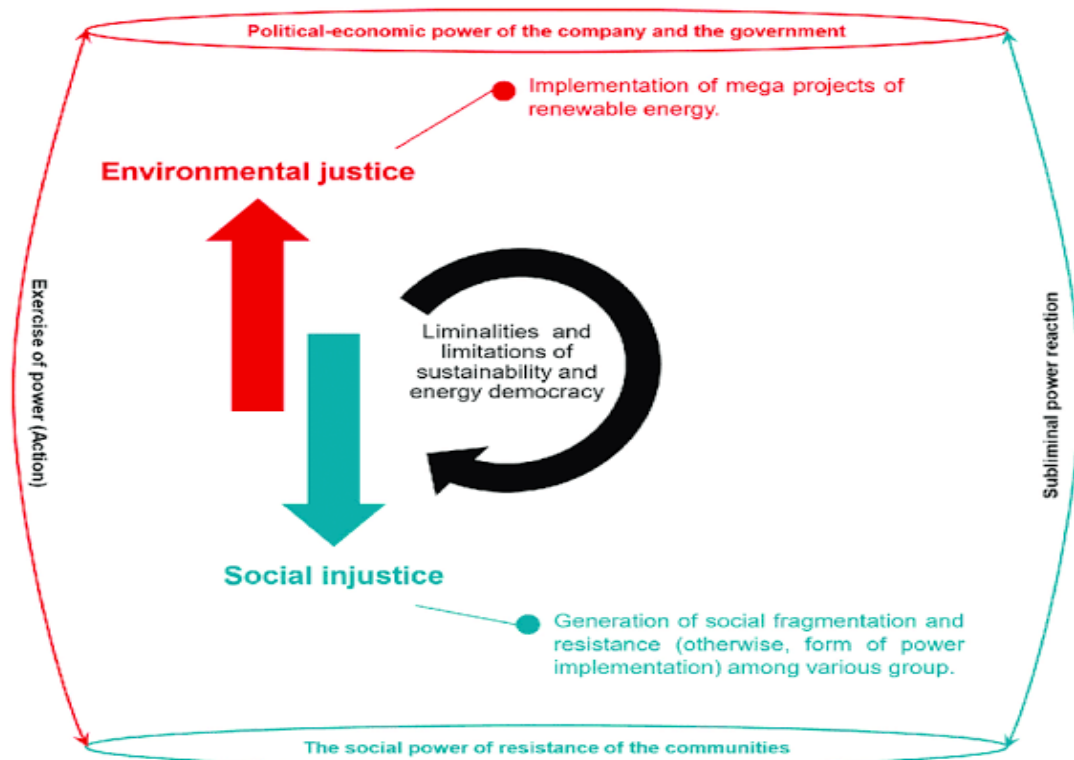 Political-economic power of the company and the government
Implementation of mega projects of
renewable energy.
Environmental justice
Exercise of power (Action)
Liminalities and
limitations of
sustainability and
energy democracy
Subliminal power reaction
Social injustice
Generation of social fragmentation and
resistance (otherwise, form of power
implementation) among various group.
The social power of resistance of the communities